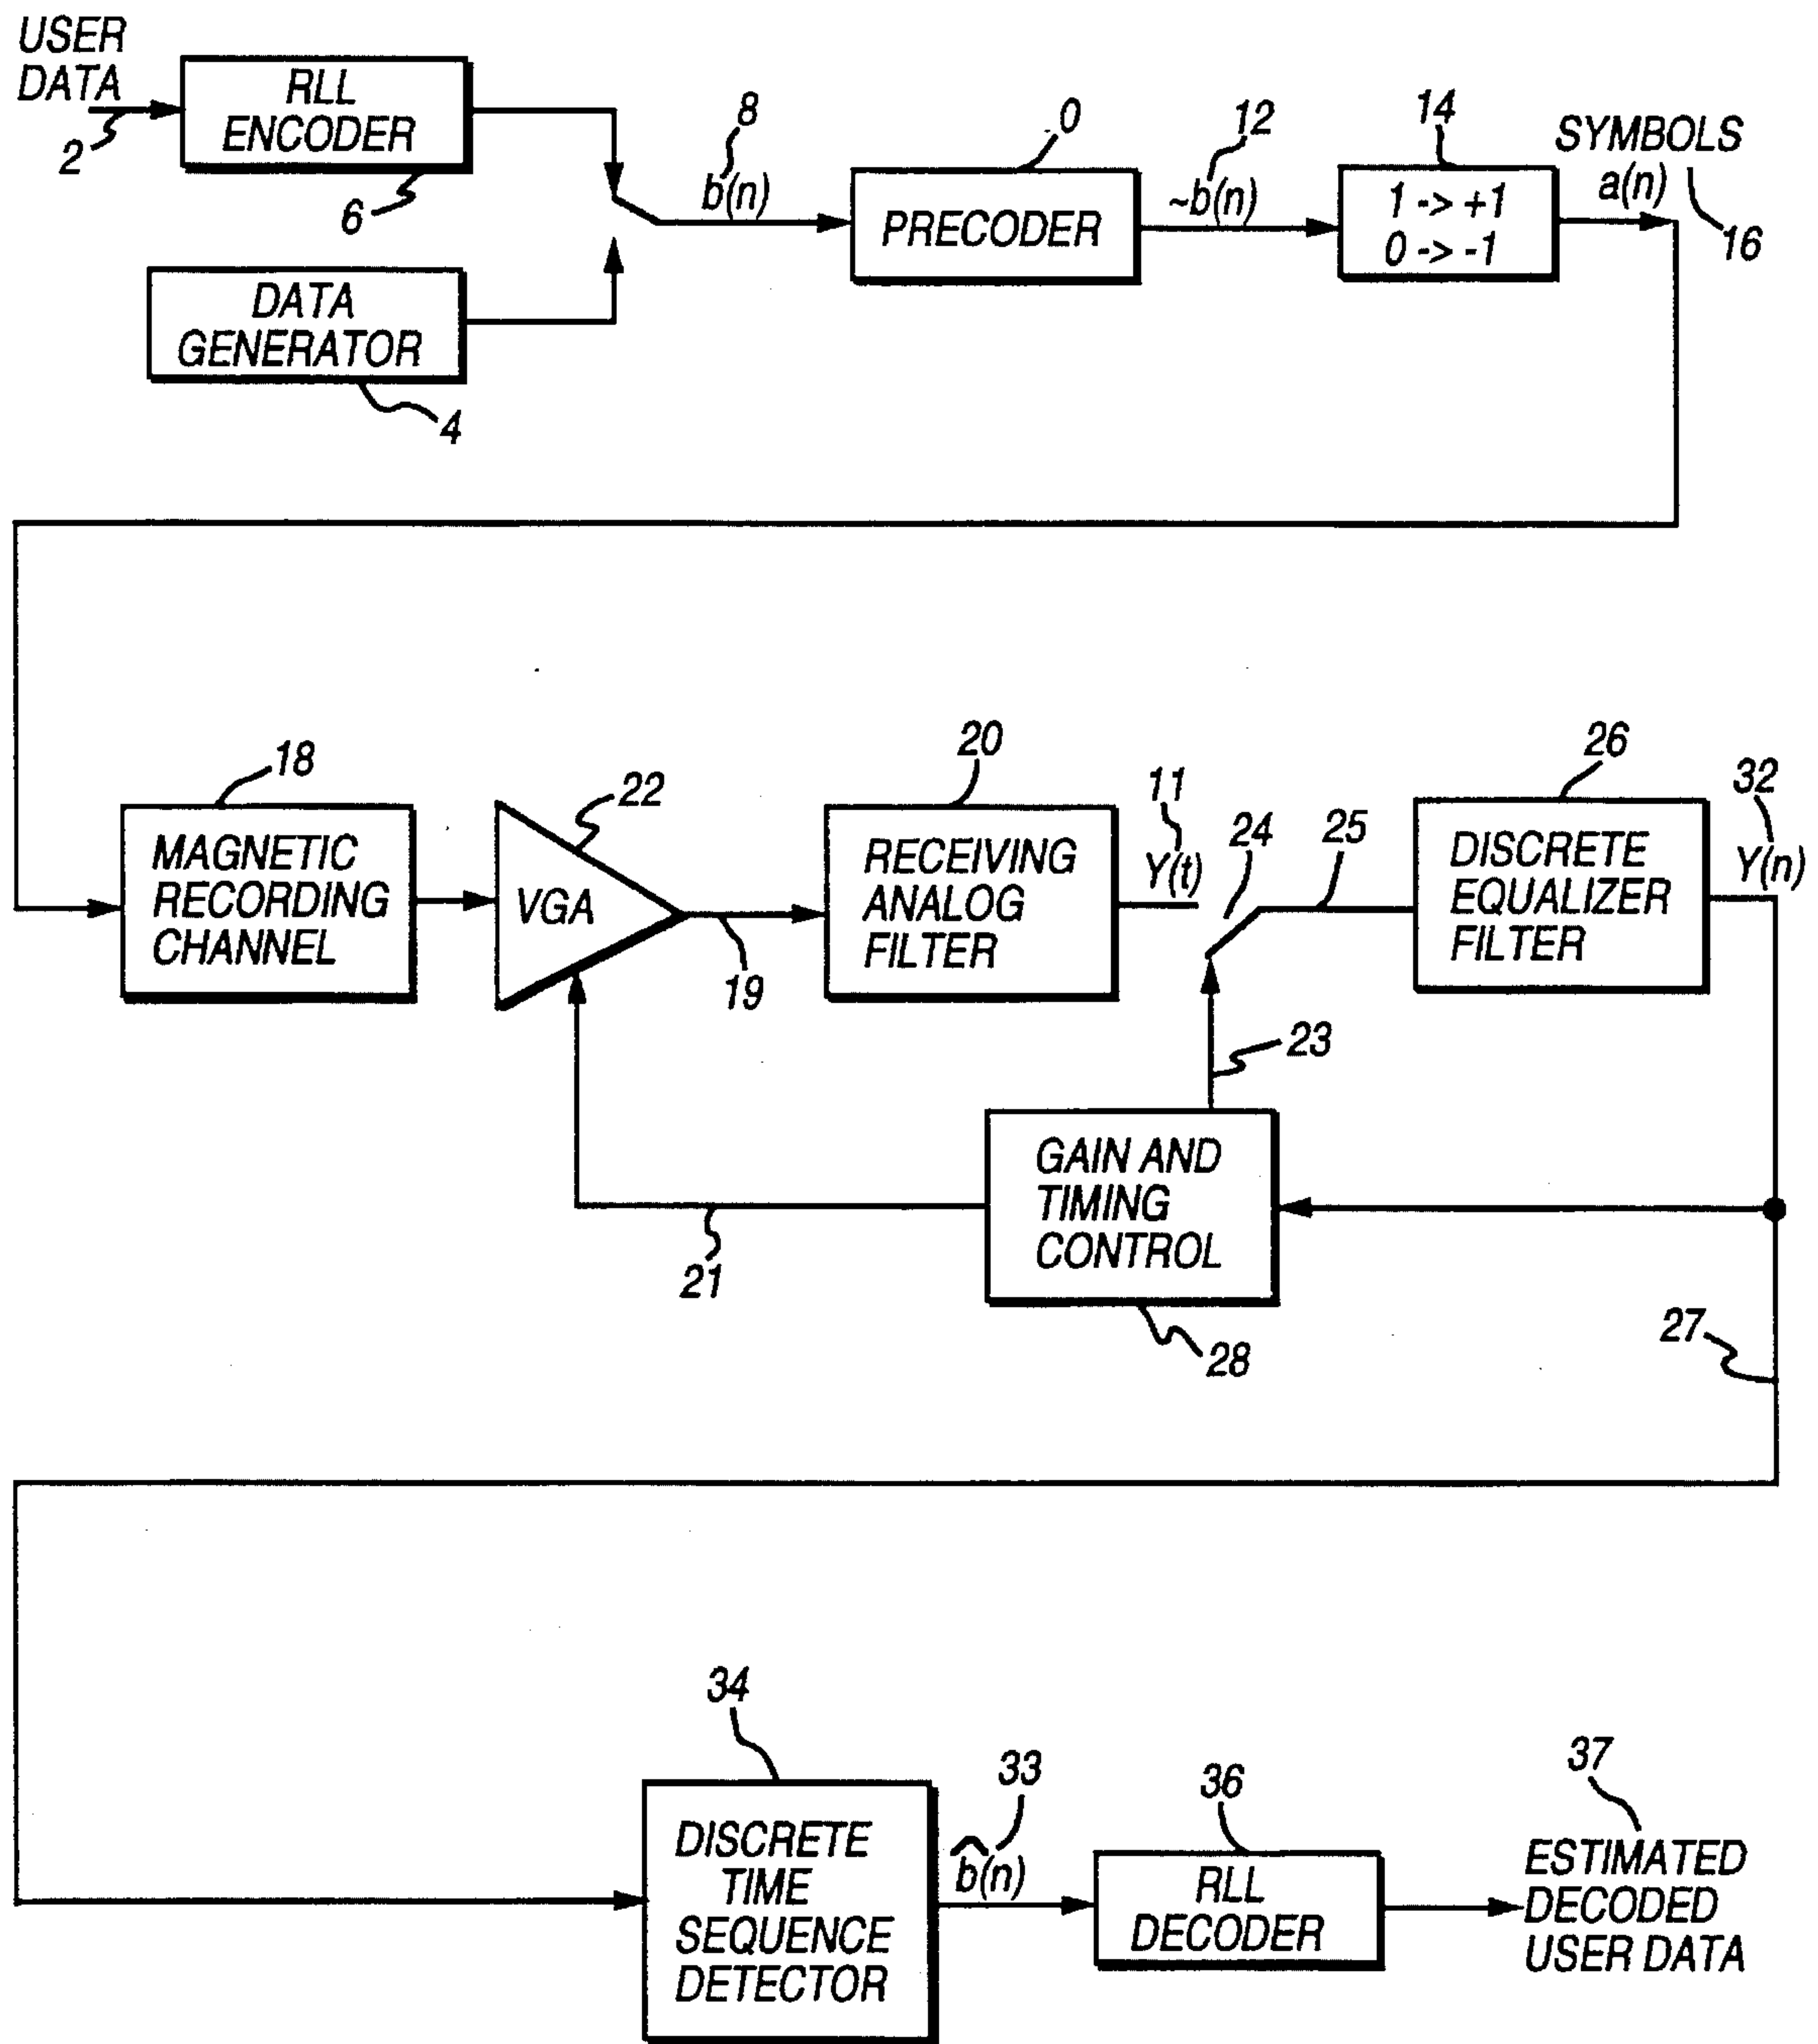 USER
DATA
2
RLL
ENCODER
6
DATA
GENERATOR
4
8
b(n)
0
PRECODER
12
~b(n)
14
1 -> +1
0 -> -1
SYMBOLS
a(n)
16
18
MAGNETIC
RECORDING
CHANNEL
22
VGA
19
20
RECEIVING
ANALOG
FILTER
11
Y(t)
24
25
26
DISCRETE
EQUALIZER
FILTER
32
Y(n)
23
GAIN AND
TIMING
CONTROL
21
28
27
34
DISCRETE
TIME
SEQUENCE
DETECTOR
33
b̂(n)
36
RLL
DECODER
37
ESTIMATED
DECODED
USER DATA